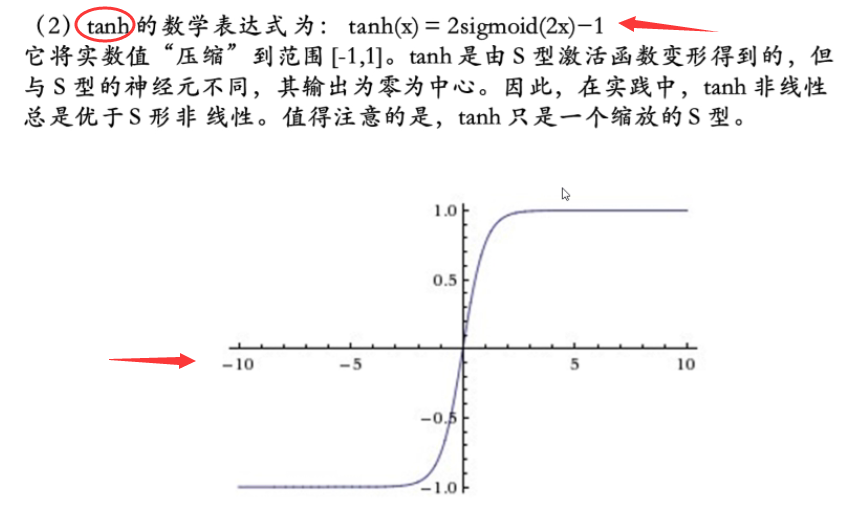 （2）tanh的数学表达式为： tanh(x) = 2sigmoid(2x)−1
它将实数值“压缩”到范围 [-1,1]。tanh 是由 S 型激活函数变形得到的，但
与 S 型的神经元不同，其输出为零为中心。因此，在实践中，tanh 非线性
总是优于 S 形非 线性。值得注意的是，tanh 只是一个缩放的 S 型。
1.0
0.5
−10 −5 5 10
−0.5
−1.0